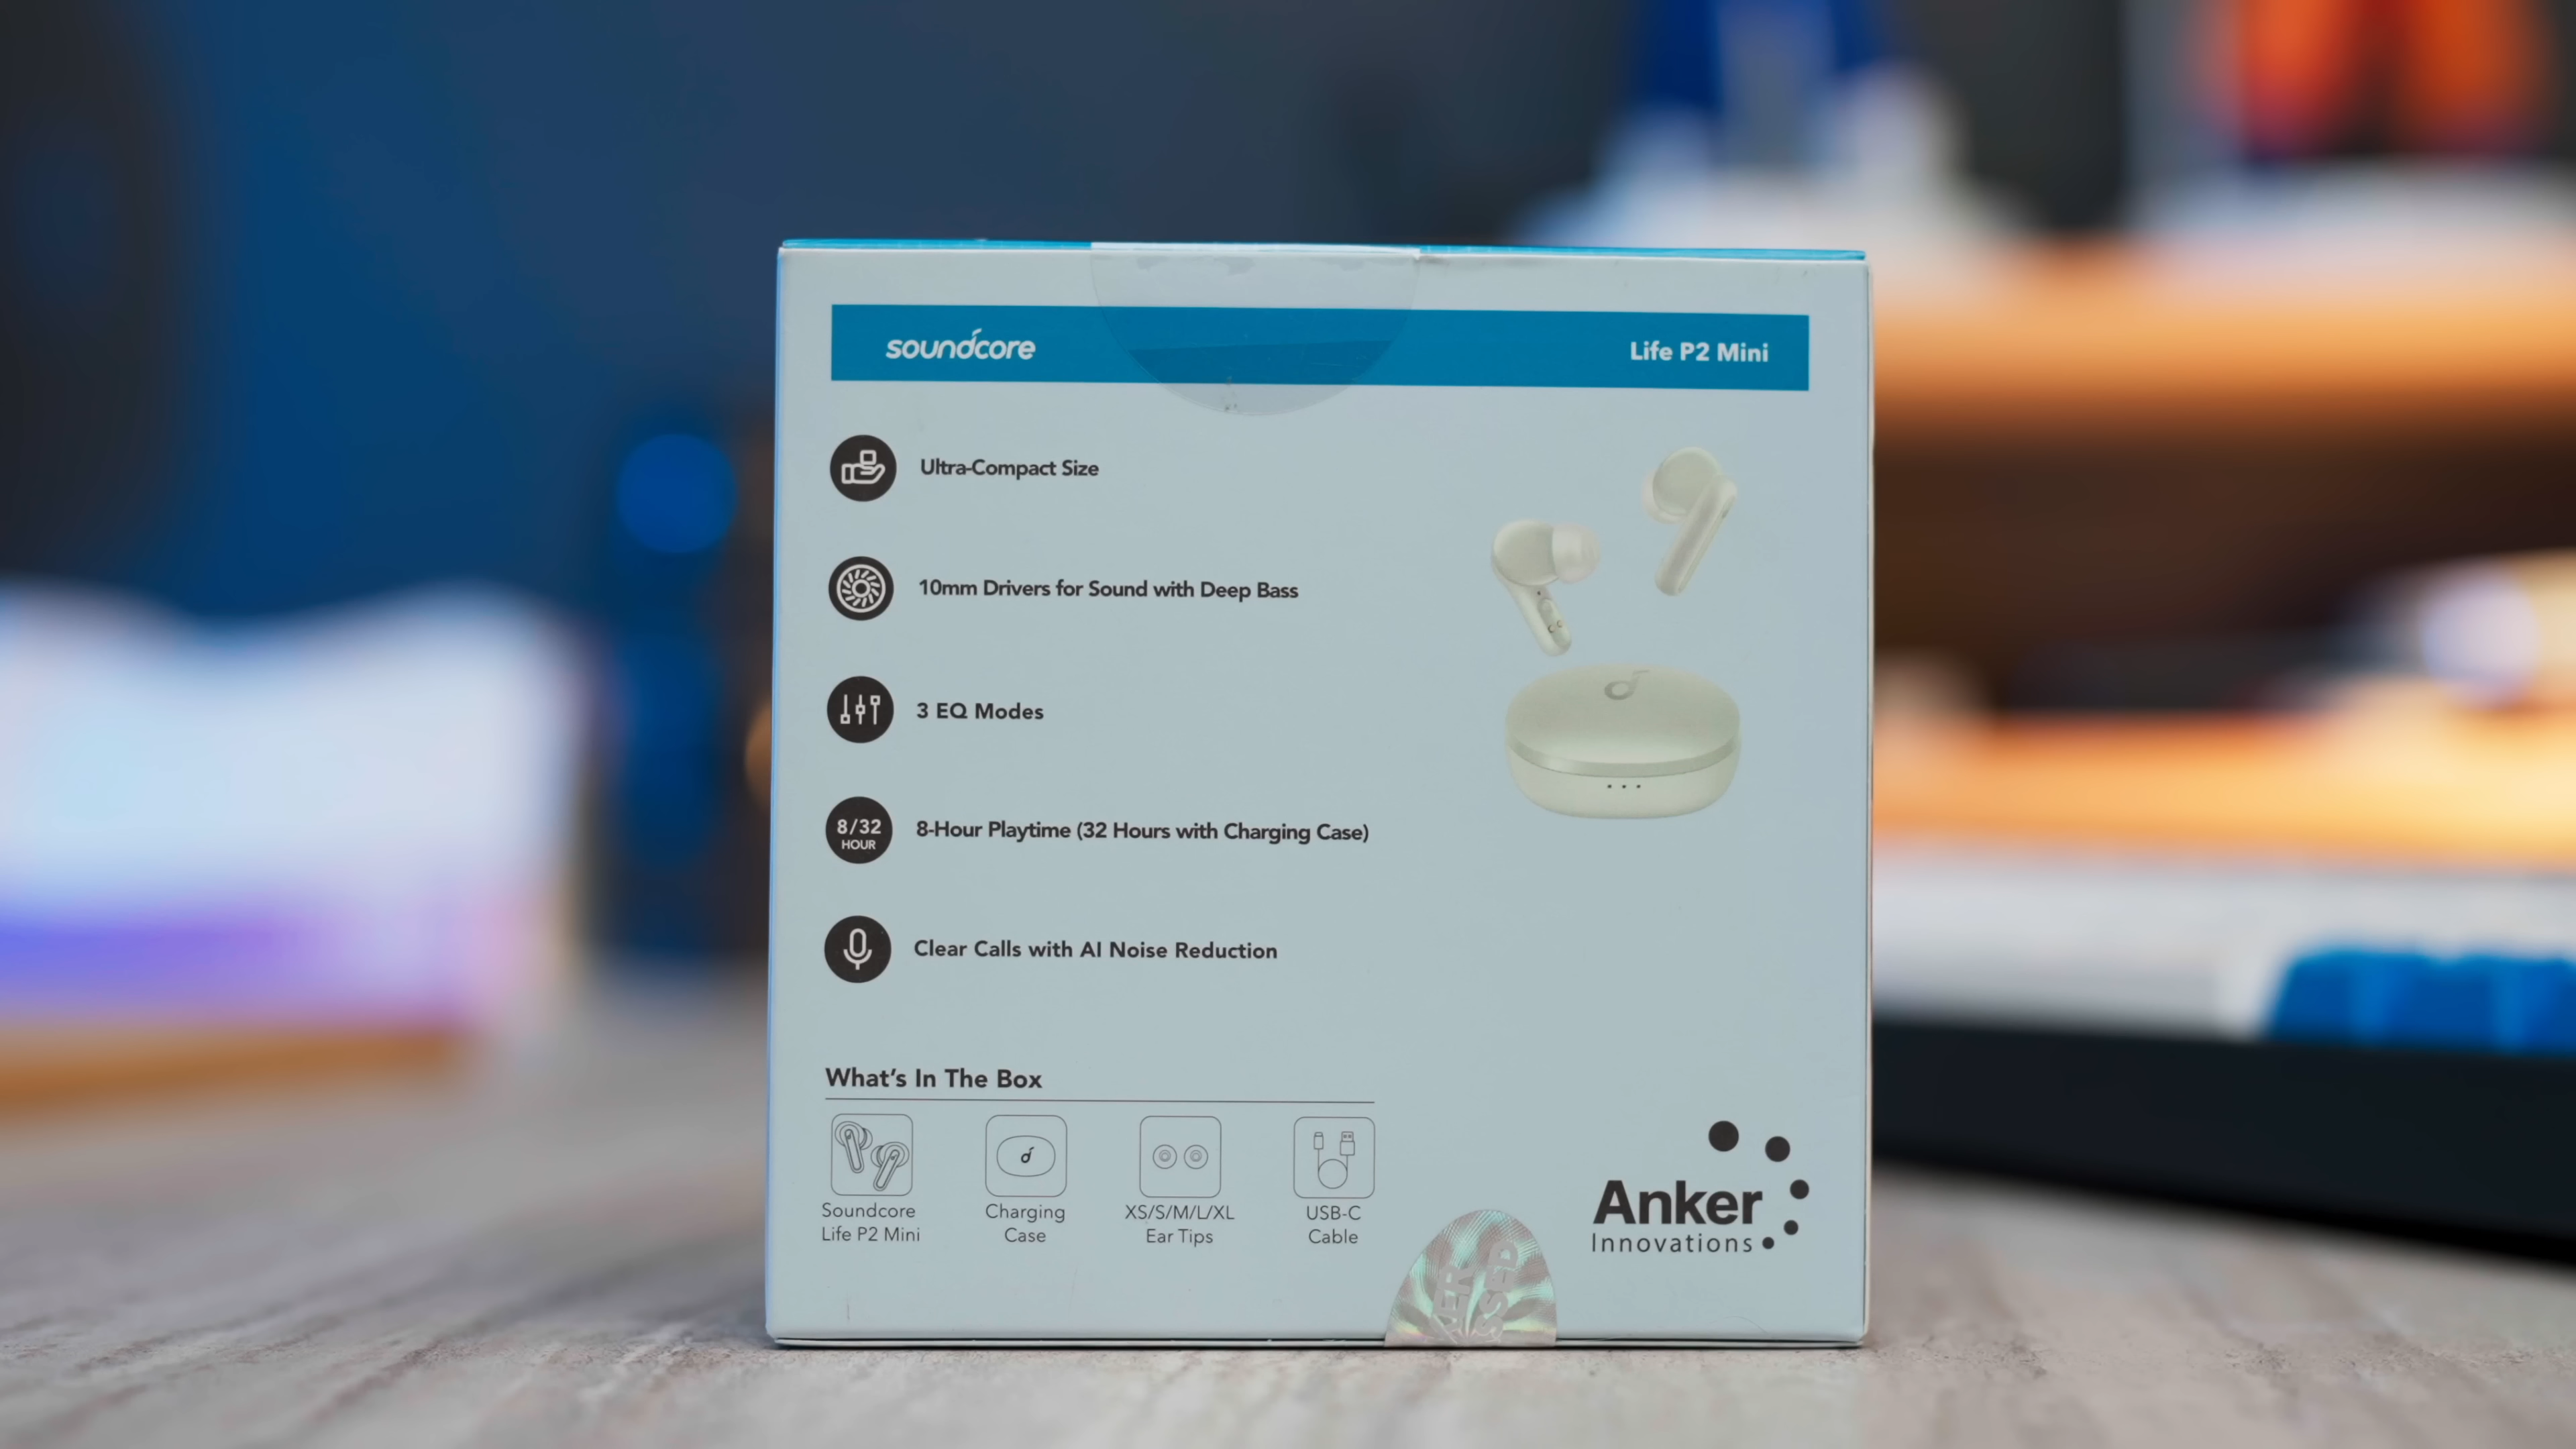 soundcore
Life P2 Mini
Ultra-Compact Size
10mm Drivers for Sound with Deep Bass
3 EQ Modes
8/32
HOUR
8-Hour Playtime (32 Hours with Charging Case)
Clear Calls with AI Noise Reduction
What's In The Box
Soundcore
Life P2 Mini
Charging
Case
XS/S/M/L/XL
Ear Tips
USB-C
Cable
Anker
Innovations